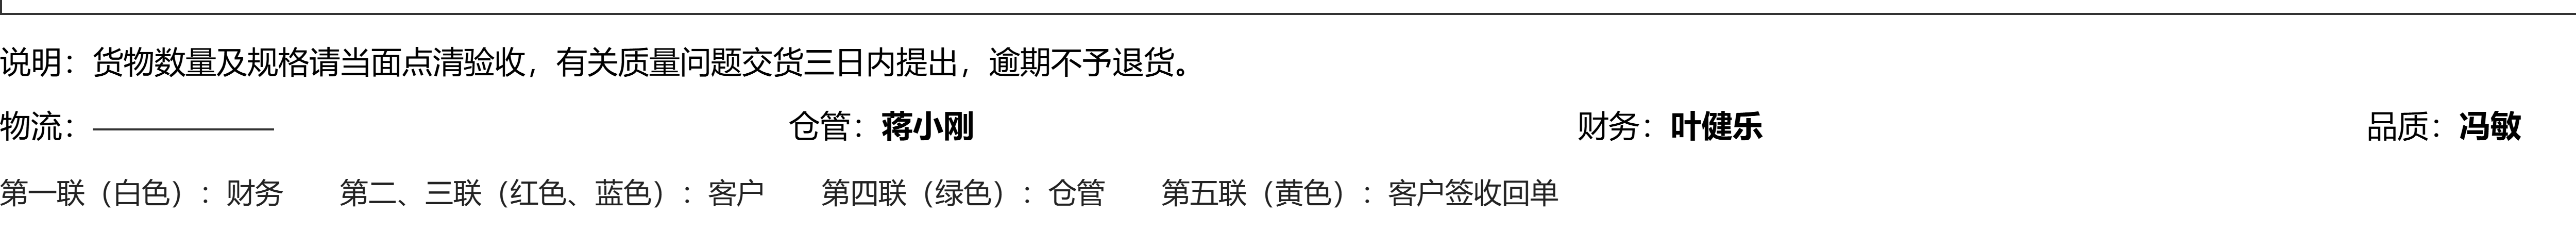 说明：货物数量及规格请当面点清验收，有关质量问题交货三日内提出，逾期不予退货。
物流： 仓管：蒋小刚 财务：叶健乐 品质：冯敏
第一联（白色）：财务 第二、三联（红色、蓝色）：客户 第四联（绿色）：仓管 第五联（黄色）：客户签收回单